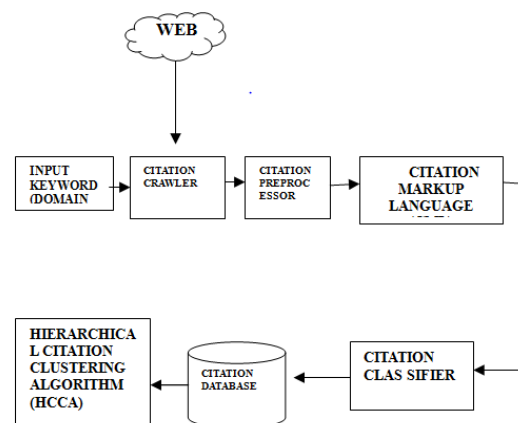 WEB
INPUT
KEYWORD
(DOMAIN
CITATION
CRAWLER
CITATION
PREPROC
ESSOR
CITATION
MARKUP
LANGUAGE
HIERARCHICA
L CITATION
CLUSTERING
ALGORITHM
(HCCA)
CITATION
DATABASE
CITATION
CLAS SIFIER